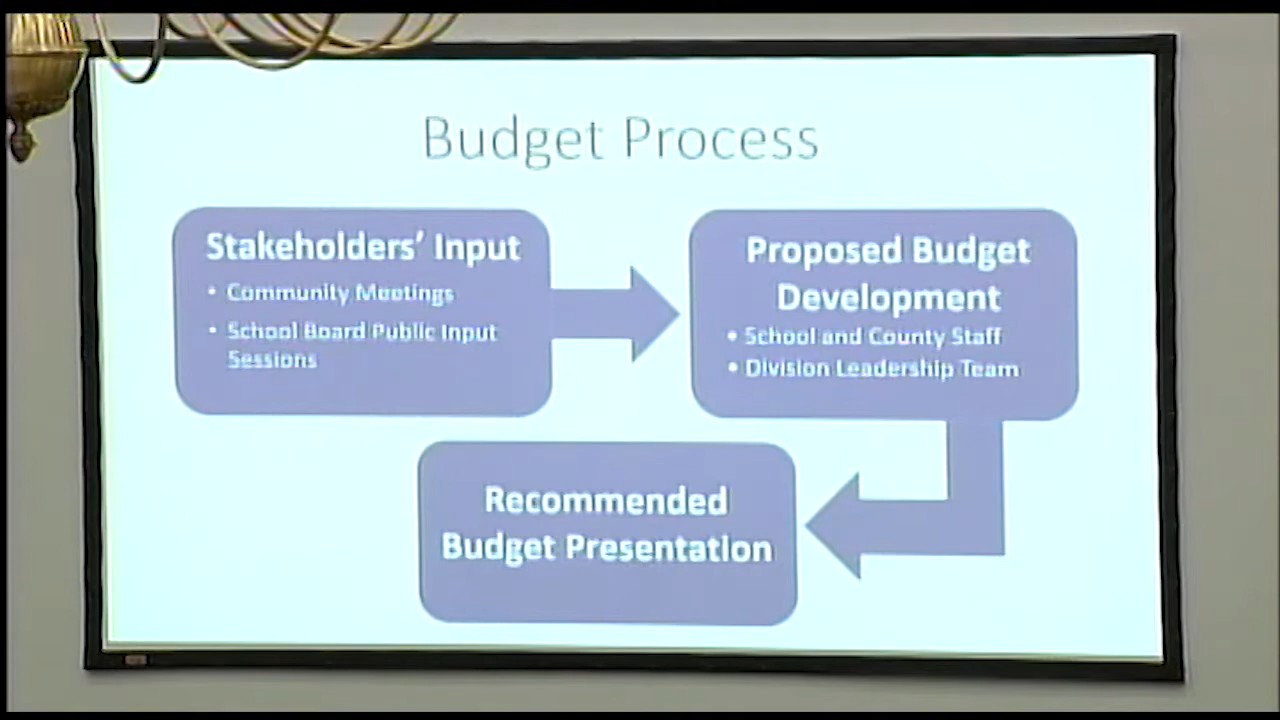 Budget Process
Stakeholders’ Input
• Community Meetings
• School Board Public Input
Sessions
Proposed Budget
Development
• School and County Staff
• Division Leadership Team
Recommended
Budget Presentation